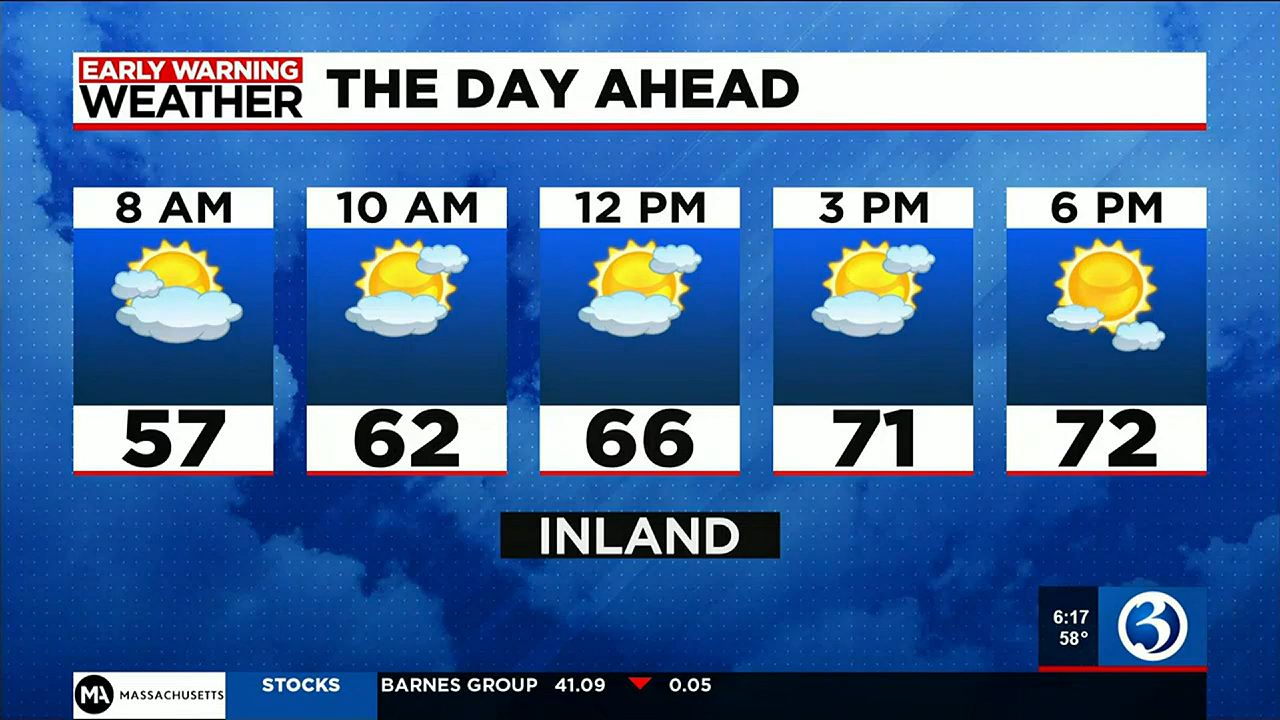 EARLY WARNING
WEATHER
THE DAY AHEAD
8 AM
10 AM
12 PM
3 PM
6 PM
57
62
66
71
72
INLAND
6:17
58°
3
MA MASSACHUSETTS
STOCKS
BARNES GROUP 41.09 0.05